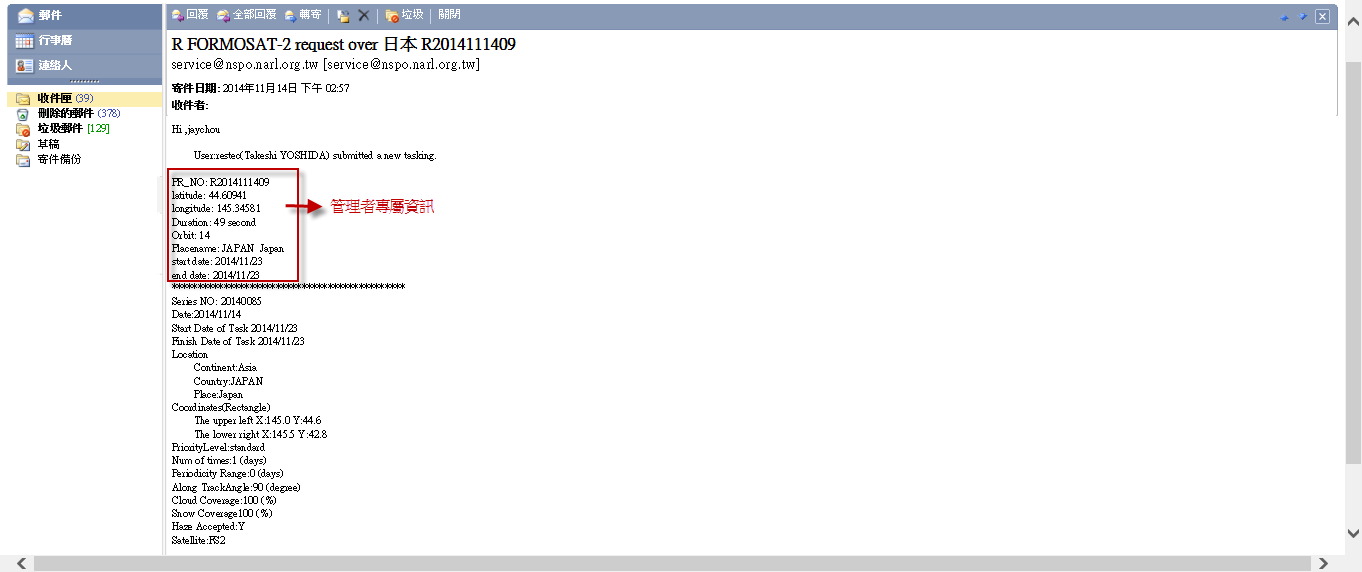 郵件
行事曆
連絡人
收件匣 (39)
刪除的郵件 (378)
垃圾郵件 [129]
草稿
寄件備份
回覆 全部回覆 轉寄 垃圾 關閉
R FORMOSAT-2 request over 日本 R2014111409
service@nspo.narl.org.tw [service@nspo.narl.org.tw]
寄件日期: 2014年11月14日 下午 02:57
收件者:
Hi ,jaychou
User:restec(Takeshi YOSHIDA) submitted a new tasking.
PR_NO: R2014111409
latitude: 44.60941
longitude: 145.34581
Duration: 49 second
Orbit: 14
Placename: JAPAN Japan
start date: 2014/11/23
end date: 2014/11/23
管理者專屬資訊
**********************************************
Series NO: 20140085
Date:2014/11/14
Start Date of Task 2014/11/23
Finish Date of Task 2014/11/23
Location
Continent:Asia
Country:JAPAN
Place:Japan
Coordinates(Rectangle)
The upper left X:145.0 Y:44.6
The lower right X:145.5 Y:42.8
PriorityLevel:standard
Num of times:1 (days)
Periodicity Range:0 (days)
Along TrackAngle:90 (degree)
Cloud Coverage:100 (%)
Snow Coverage100 (%)
Haze Accepted:Y
Satellite:FS2